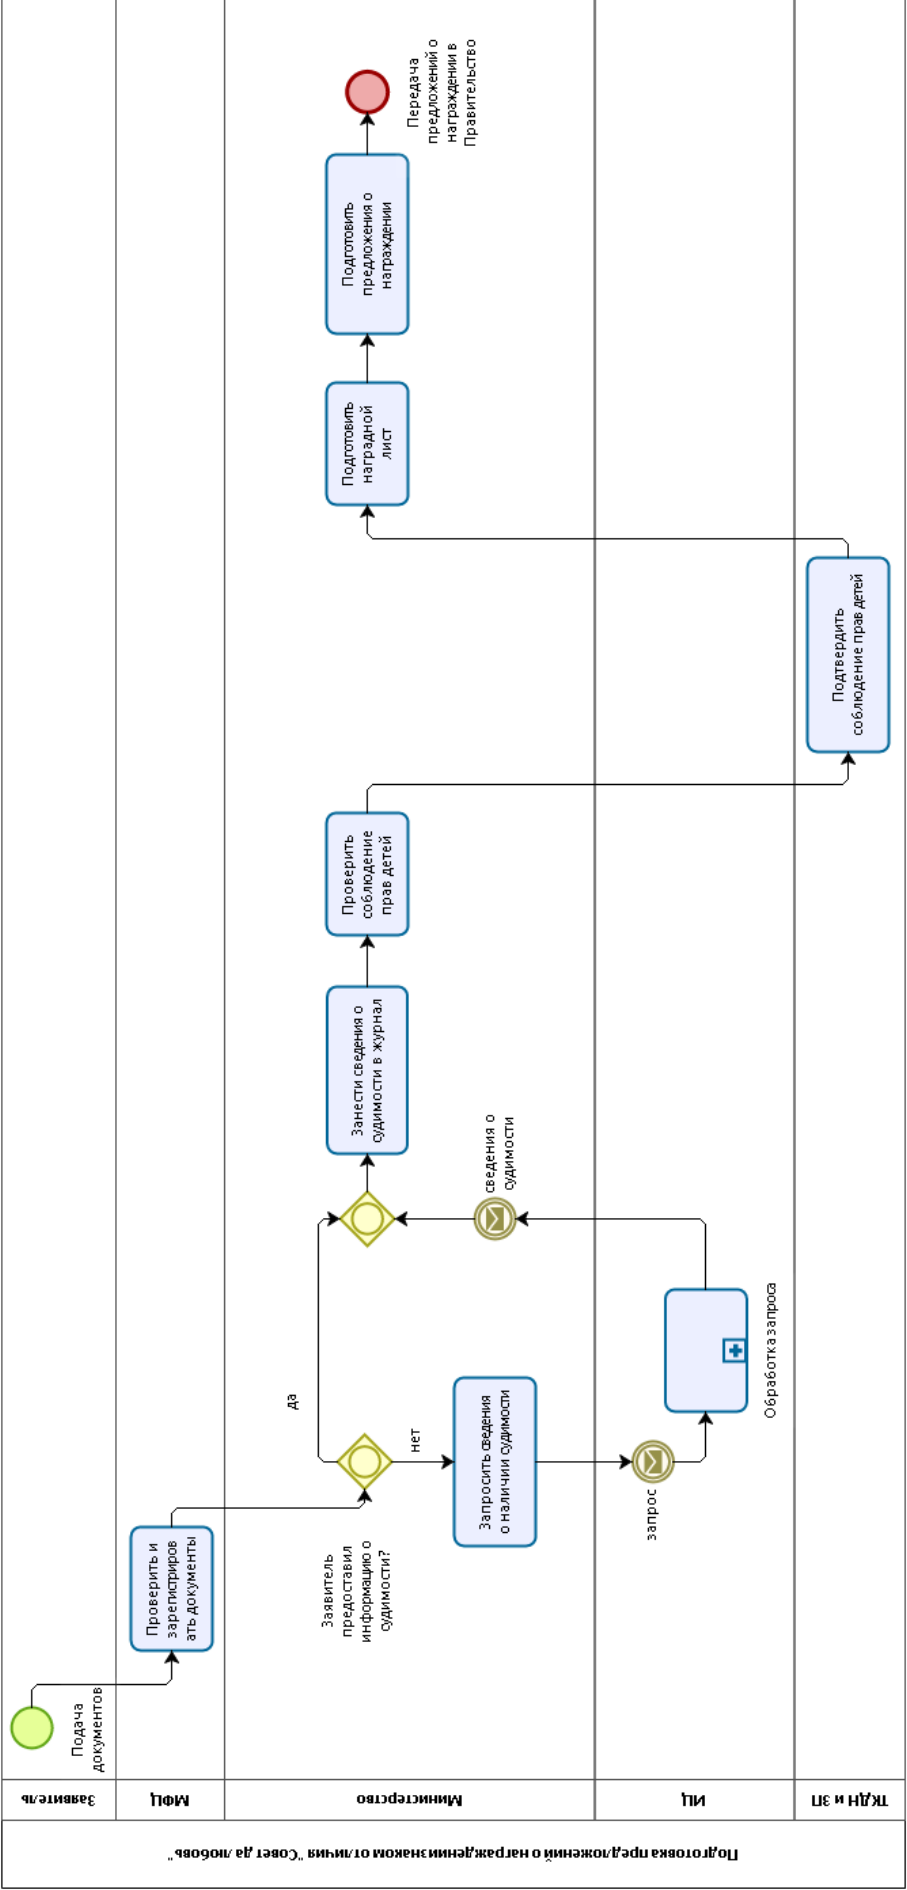 Подготовка предложений о награждении знаком отличия "Совет да любовь"
Заявитель
МФЦ
Министерство
ИЦ
ТКДН и ЗП
Подача
документов
Проверить и
зарегистриров
ать документы
Заявитель
предоставил
информацию о
судимости?
да
нет
Запросить сведения
о наличии судимости
запрос
Обработка запроса
сведения о
судимости
Занести сведения о
судимости в журнал
Проверить
соблюдение
прав детей
Подтвердить
соблюдение прав детей
Подготовить
наградной
лист
Подготовить
предложения о
награждении
Передача
предложений о
награждении в
Правительство